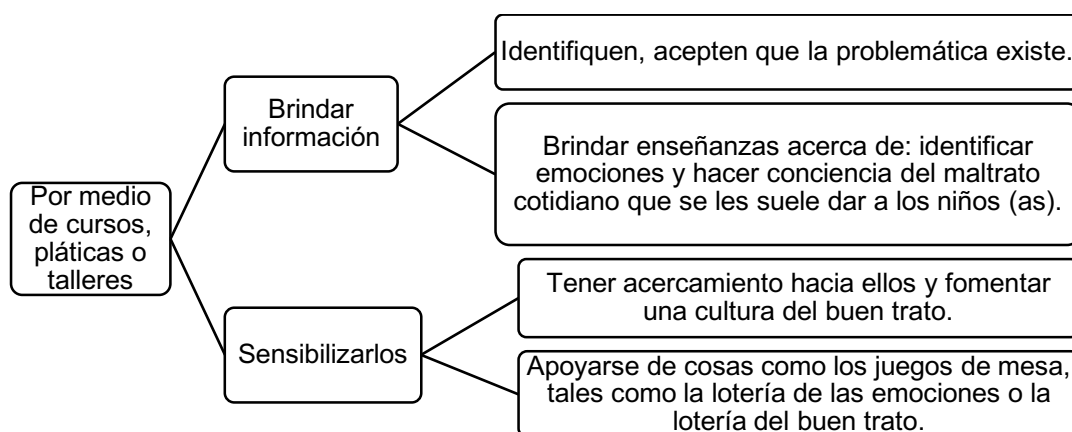 Por medio
de cursos,
pláticas o
talleres
Brindar
información
Identifiquen, acepten que la problemática existe.
Brindar enseñanzas acerca de: identificar
emociones y hacer conciencia del maltrato
cotidiano que se les suele dar a los niños (as).
Sensibilizarlos
Tener acercamiento hacia ellos y fomentar
una cultura del buen trato.
Apoyarse de cosas como los juegos de mesa,
tales como la lotería de las emociones o la
lotería del buen trato.